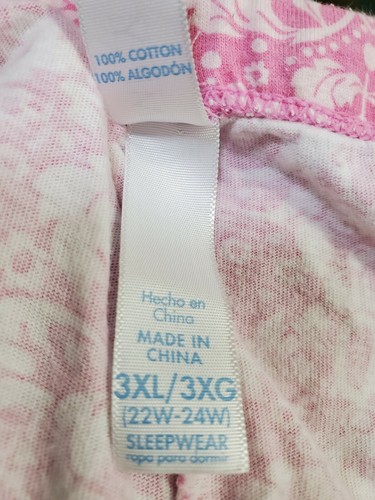 100% COTTON
100% ALGODÓN
Hecho en
China
MADE IN
CHINA
3XL/3XG
(22W-24W)
SLEEPWEAR
ropa para dormir